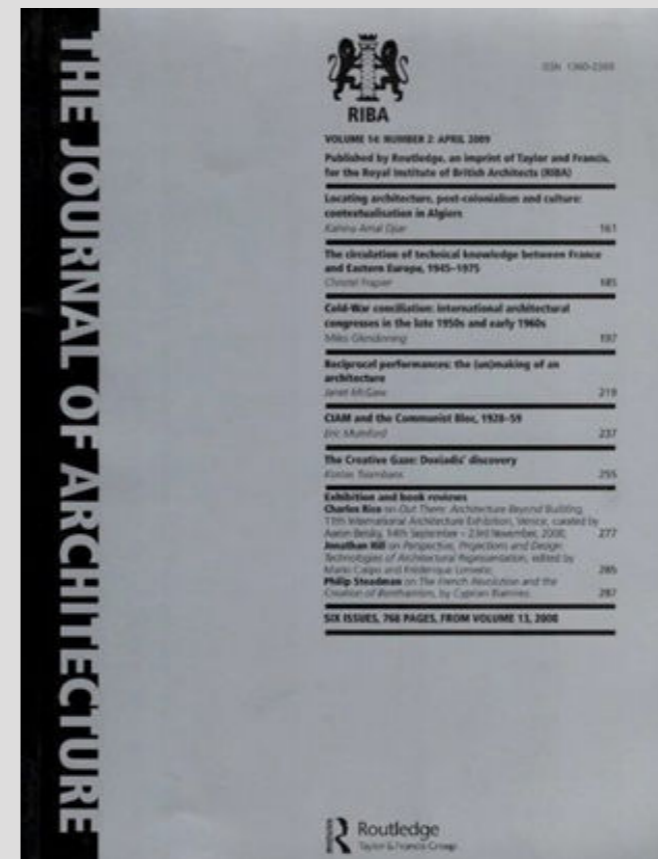 THE JOURNAL OF ARCHITECTURE
RIBA
ISSN 1360-2365
VOLUME 14: NUMBER 2: APRIL 2009
Published by Routledge, an imprint of Taylor and Francis,
for the Royal Institute of British Architects (RIBA)
Locating architecture, post-colonialism and culture:
contextualisation in Algiers
Kahina Amal Djiar 161
The circulation of technical knowledge between France
and Eastern Europe, 1945–1975
Christel Frapier 185
Cold-War conciliation: international architectural
congresses in the late 1950s and early 1960s
Miles Glendinning 197
Reciprocal performances: the (un)making of an
architecture
Janet McGaw 219
CIAM and the Communist Bloc, 1928–59
Eric Mumford 237
The Creative Gaze: Doxiadis' discovery
Kostas Tsiambaos 255
Exhibition and book reviews
Charles Rice on Out There: Architecture Beyond Building,
11th International Architecture Exhibition, Venice, curated by
Aaron Betsky, 14th September – 23rd November, 2008; 277
Jonathan Hill on Perspective, Projections and Design:
Technologies of Architectural Representation, edited by
Mario Carpo and Frédérique Lemerle; 285
Philip Steadman on The French Revolution and the
Creation of Benthamism, by Cyprian Blamires 287
SIX ISSUES, 768 PAGES, FROM VOLUME 13, 2008
Routledge
Taylor & Francis Group